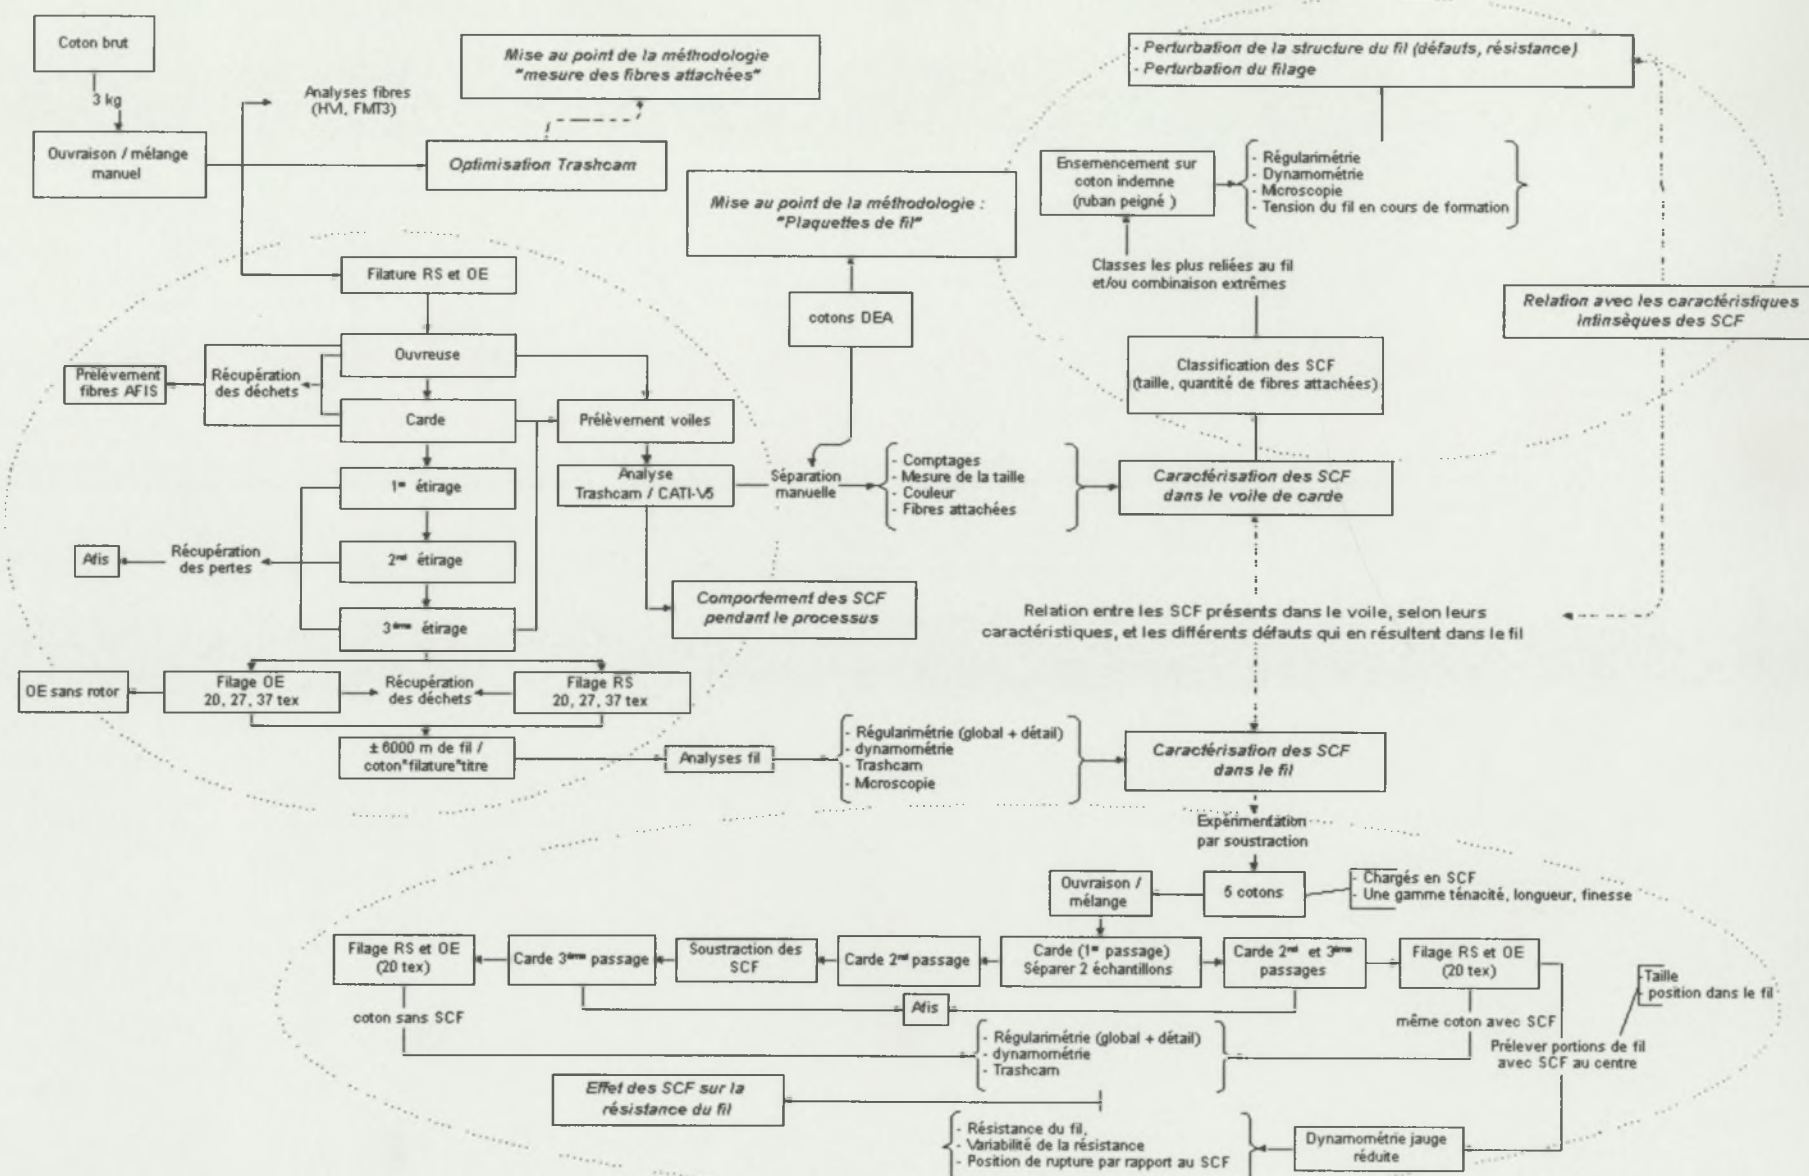 Coton brut
3 kg
Ouvraison / mélange
manuel
Analyses fibres
(HVI, FMT3)
Mise au point de la méthodologie
"mesure des fibres attachées"
Optimisation Trashcam
Mise au point de la méthodologie :
"Plaquettes de fil"
cotons DEA
- Perturbation de la structure du fil (défauts, résistance)
- Perturbation du filage
Ensemencement sur
coton indemne
(ruban peigné )
- Régularimétrie
- Dynamométrie
- Microscopie
- Tension du fil en cours de formation
Classes les plus reliées au fil
et/ou combinaison extrêmes
Relation avec les caractéristiques
intinsèques des SCF
Classification des SCF
(taille, quantité de fibres attachées)
Filature RS et OE
Ouvreuse
Prélèvement
fibres AFIS
Récupération
des déchets
Carde
Prélèvement voiles
1er étirage
Analyse
Trashcam / CATI-V5
Séparation
manuelle
- Comptages
- Mesure de la taille
- Couleur
- Fibres attachées
Caractérisation des SCF
dans le voile de carde
Afis
Récupération
des pertes
2nd étirage
3ème étirage
Comportement des SCF
pendant le processus
Relation entre les SCF présents dans le voile, selon leurs
caractéristiques, et les différents défauts qui en résultent dans le fil
OE sans rotor
Filage OE
20, 27, 37 tex
Récupération
des déchets
Filage RS
20, 27, 37 tex
± 6000 m de fil /
coton*filature*titre
Analyses fil
- Régularimétrie (global + détail)
- dynamométrie
- Trashcam
- Microscopie
Caractérisation des SCF
dans le fil
Expérimentation
par soustraction
Ouvraison /
mélange
5 cotons
- Chargés en SCF
- Une gamme ténacité, longueur, finesse
Filage RS et OE
(20 tex)
Carde 3ème passage
Soustraction des
SCF
Carde 2nd passage
Carde (1er passage)
Séparer 2 échantillons
Carde 2nd et 3ème
passages
Filage RS et OE
(20 tex)
-Taille
- position dans le fil
Afis
coton sans SCF
même coton avec SCF
- Régularimétrie (global + détail)
- dynamométrie
- Trashcam
Prélever portions de fil
avec SCF au centre
Effet des SCF sur la
résistance du fil
- Résistance du fil,
- Variabilité de la résistance
- Position de rupture par rapport au SCF
Dynamométrie jauge
réduite